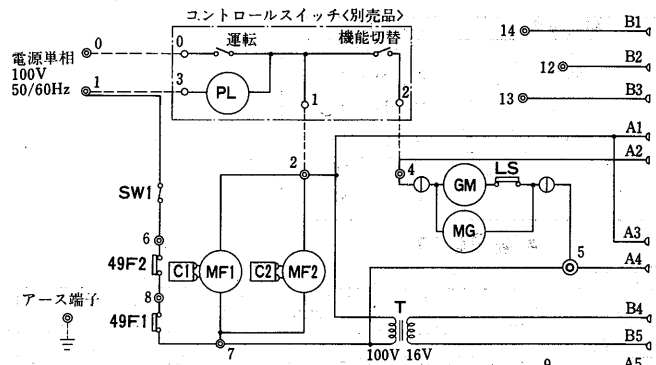 コントロールスイッチ〈別売品〉
電源単相
100V
50/60Hz
0
1
0
運転
機能切替
3
PL
1
2
14
B1
12
B2
13
B3
A1
A2
2
4
LS
GM
MG
SW1
6
49F2
C1
MF1
C2
MF2
5
A3
A4
8
アース端子
49F1
7
T
100V
16V
B4
B5
9
A5